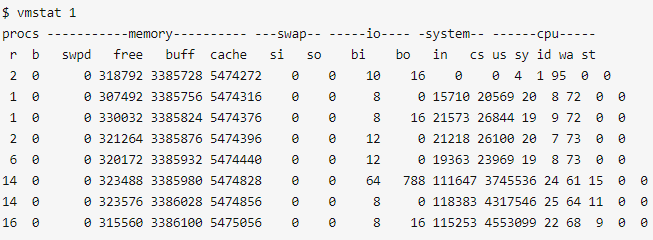 $ vmstat 1
procs -----------memory---------- ---swap-- -----io---- -system-- ------cpu-----
 r  b   swpd   free   buff  cache   si   so    bi    bo   in   cs us sy id wa st
 2  0      0 318792 3385728 5474272    0    0    10    16    0    0  4  1 95  0  0
 1  0      0 307492 3385756 5474316    0    0     8     0 15710 20569 20  8 72  0  0
 1  0      0 330032 3385824 5474376    0    0     8    16 21573 26844 19  9 72  0  0
 2  0      0 321264 3385876 5474396    0    0    12     0 21218 26100 20  7 73  0  0
 6  0      0 320172 3385932 5474440    0    0    12     0 19363 23969 19  8 73  0  0
14  0      0 323488 3385980 5474828    0    0    64   788 111647 3745536 24 61 15  0  0
14  0      0 323576 3386028 5474856    0    0     8     0 118383 4317546 25 64 11  0  0
16  0      0 315560 3386100 5475056    0    0     8    16 115253 4553099 22 68  9  0  0